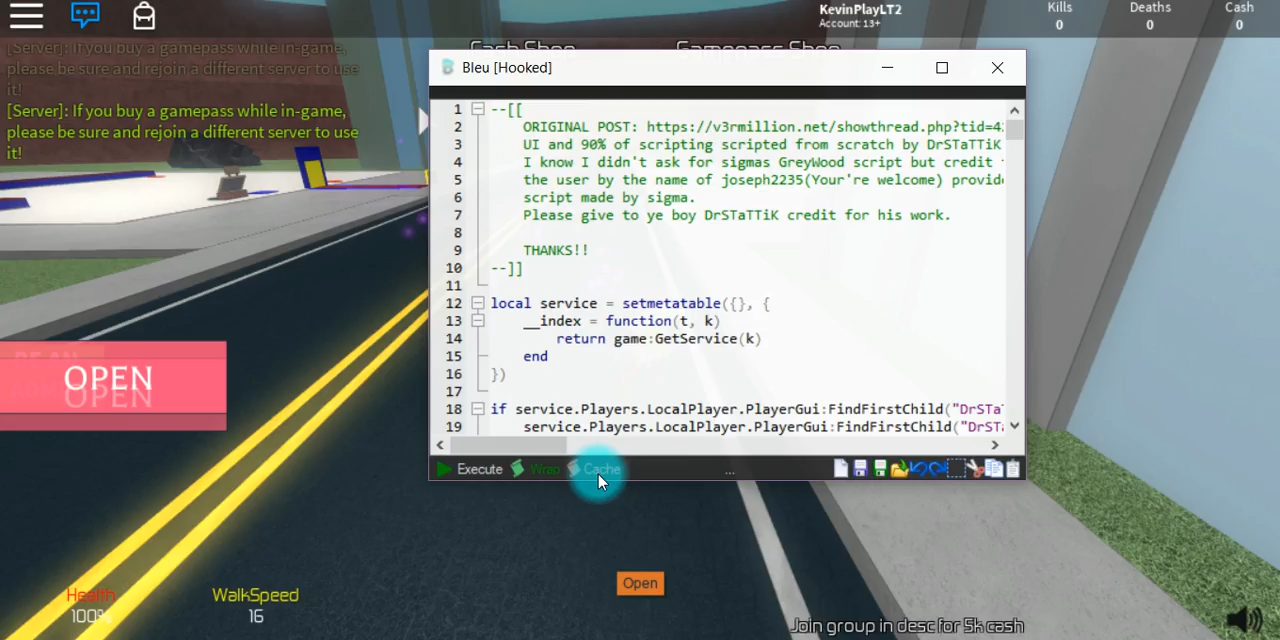 KevinPlayLT2
Account: 13+
Kills
0
Deaths
0
Cash
0
[Server]: If you buy a gamepass while in-game,
please be sure and rejoin a different server to use
it!
[Server]: If you buy a gamepass while in-game,
please be sure and rejoin a different server to use
it!
Cash Shop
Gamepass Shop
Bleu [Hooked]
1 --[[
2 ORIGINAL POST: https://v3rmillion.net/showthread.php?tid=4
3 UI and 90% of scripting scripted from scratch by DrSTaTTiK
4 I know I didn't ask for sigmas GreyWood script but credit
5 the user by the name of joseph2235(Your're welcome) provide
6 script made by sigma.
7 Please give to ye boy DrSTaTTiK credit for his work.
8
9 THANKS!!
10 --]]
11
12 local service = setmetatable({}, {
13 __index = function(t, k)
14 return game:GetService(k)
15 end
16 })
17
18 if service.Players.LocalPlayer.PlayerGui:FindFirstChild("DrSTa
19 service.Players.LocalPlayer.PlayerGui:FindFirstChild("DrST
Execute Wrap Cache ...
OPEN
OPEN
Open
Health
100%
WalkSpeed
16
Join group in desc for 5k cash